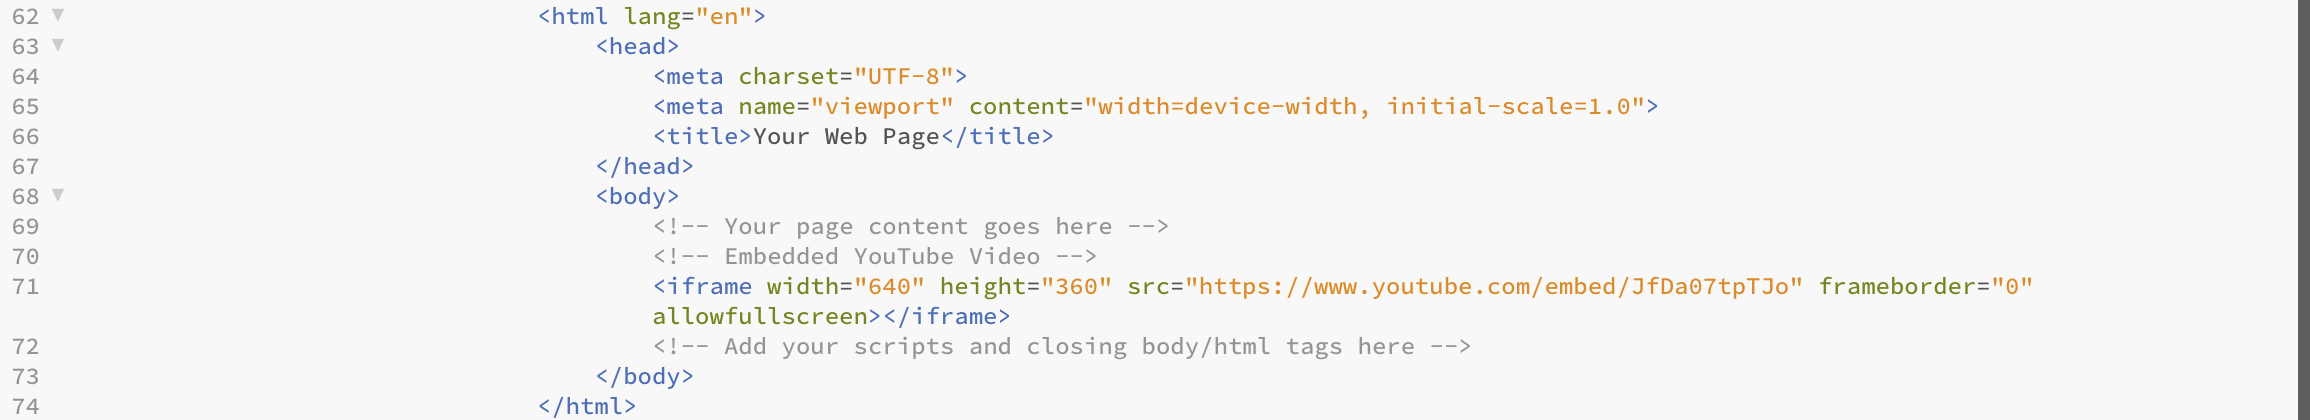 62 <html lang="en">
63 <head>
64 <meta charset="UTF-8">
65 <meta name="viewport" content="width=device-width, initial-scale=1.0">
66 <title>Your Web Page</title>
67 </head>
68 <body>
69 <!-- Your page content goes here -->
70 <!-- Embedded YouTube Video -->
71 <iframe width="640" height="360" src="https://www.youtube.com/embed/JfDa07tpTJo" frameborder="0"
allowfullscreen></iframe>
72 <!-- Add your scripts and closing body/html tags here -->
73 </body>
74 </html>